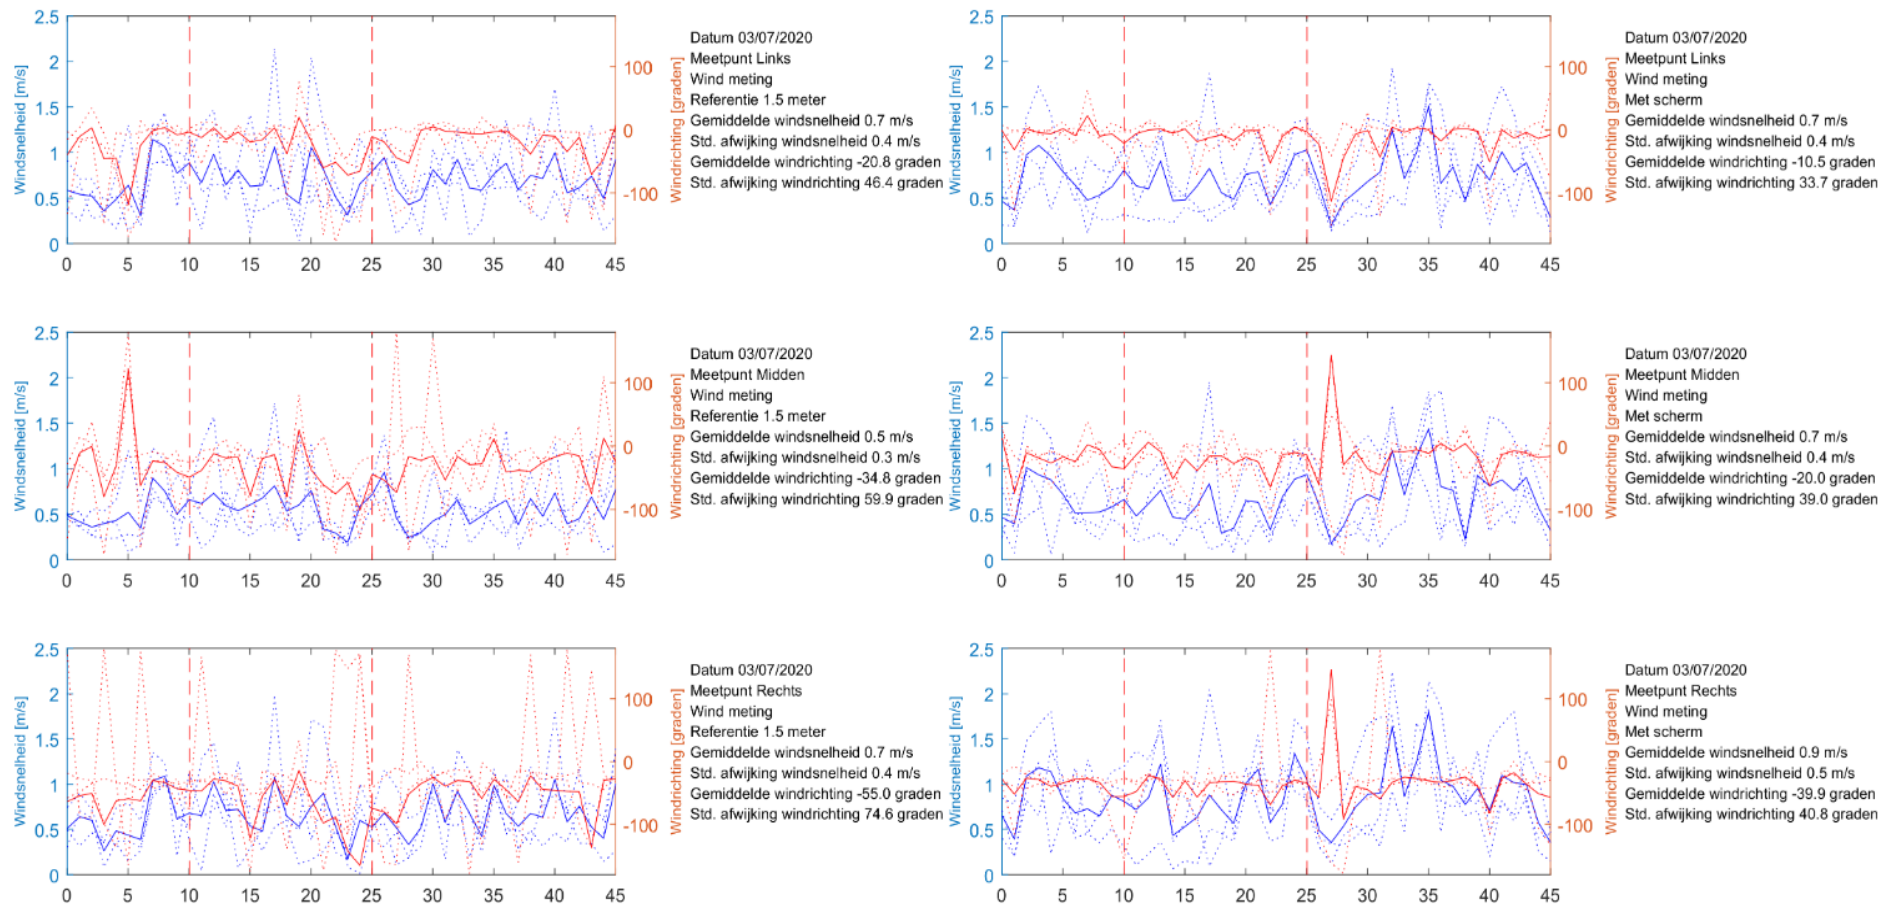 2.5
2
1.5
1
0.5
0
Windsnelheid [m/s]
0 5 10 15 20 25 30 35 40 45
100
0
-100
Windrichting [graden]
Datum 03/07/2020
Meetpunt Links
Wind meting
Referentie 1.5 meter
Gemiddelde windsnelheid 0.7 m/s
Std. afwijking windsnelheid 0.4 m/s
Gemiddelde windrichting -20.8 graden
Std. afwijking windrichting 46.4 graden
2.5
2
1.5
1
0.5
0
Windsnelheid [m/s]
0 5 10 15 20 25 30 35 40 45
100
0
-100
Windrichting [graden]
Datum 03/07/2020
Meetpunt Links
Wind meting
Met scherm
Gemiddelde windsnelheid 0.7 m/s
Std. afwijking windsnelheid 0.4 m/s
Gemiddelde windrichting -10.5 graden
Std. afwijking windrichting 33.7 graden
2.5
2
1.5
1
0.5
0
Windsnelheid [m/s]
0 5 10 15 20 25 30 35 40 45
100
0
-100
Windrichting [graden]
Datum 03/07/2020
Meetpunt Midden
Wind meting
Referentie 1.5 meter
Gemiddelde windsnelheid 0.5 m/s
Std. afwijking windsnelheid 0.3 m/s
Gemiddelde windrichting -34.8 graden
Std. afwijking windrichting 59.9 graden
2.5
2
1.5
1
0.5
0
Windsnelheid [m/s]
0 5 10 15 20 25 30 35 40 45
100
0
-100
Windrichting [graden]
Datum 03/07/2020
Meetpunt Midden
Wind meting
Met scherm
Gemiddelde windsnelheid 0.7 m/s
Std. afwijking windsnelheid 0.4 m/s
Gemiddelde windrichting -20.0 graden
Std. afwijking windrichting 39.0 graden
2.5
2
1.5
1
0.5
0
Windsnelheid [m/s]
0 5 10 15 20 25 30 35 40 45
100
0
-100
Windrichting [graden]
Datum 03/07/2020
Meetpunt Rechts
Wind meting
Referentie 1.5 meter
Gemiddelde windsnelheid 0.7 m/s
Std. afwijking windsnelheid 0.4 m/s
Gemiddelde windrichting -55.0 graden
Std. afwijking windrichting 74.6 graden
2.5
2
1.5
1
0.5
0
Windsnelheid [m/s]
0 5 10 15 20 25 30 35 40 45
100
0
-100
Windrichting [graden]
Datum 03/07/2020
Meetpunt Rechts
Wind meting
Met scherm
Gemiddelde windsnelheid 0.9 m/s
Std. afwijking windsnelheid 0.5 m/s
Gemiddelde windrichting -39.9 graden
Std. afwijking windrichting 40.8 graden